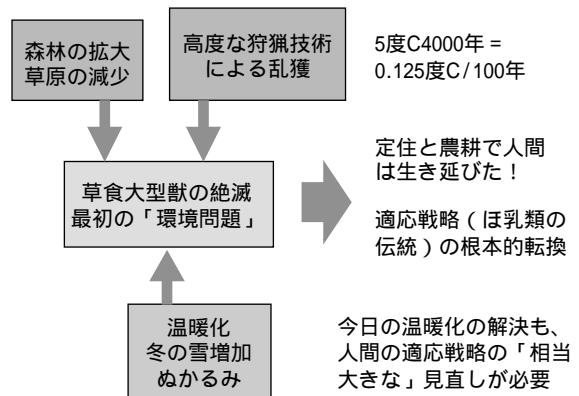 森林の拡大
草原の減少
高度な狩猟技術
による乱獲
5度C4000年 =
0.125度C/100年
草食大型獣の絶滅
最初の「環境問題」
定住と農耕で人間
は生き延びた!
適応戦略(ほ乳類の
伝統)の根本的転換
温暖化
冬の雪増加
ぬかるみ
今日の温暖化の解決も、
人間の適応戦略の「相当
大きな」見直しが必要